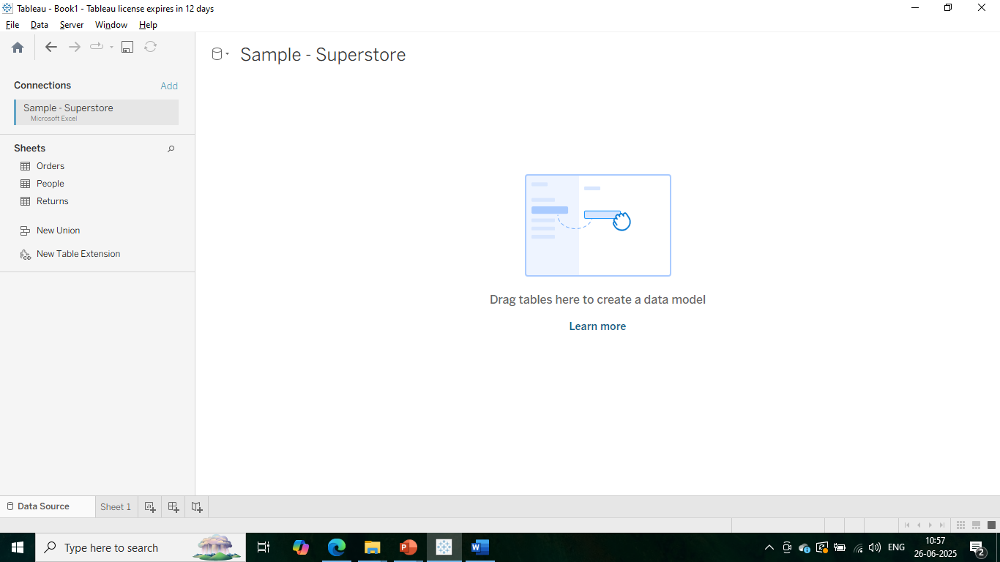 Tableau - Book1 - Tableau license expires in 12 days
File Data Server Window Help
Connections Add
Sample - Superstore
Microsoft Excel
Sheets
Orders
People
Returns
New Union
New Table Extension
Sample - Superstore
Drag tables here to create a data model
Learn more
Data Source Sheet 1
Type here to search
ENG
10:57
26-06-2025
2